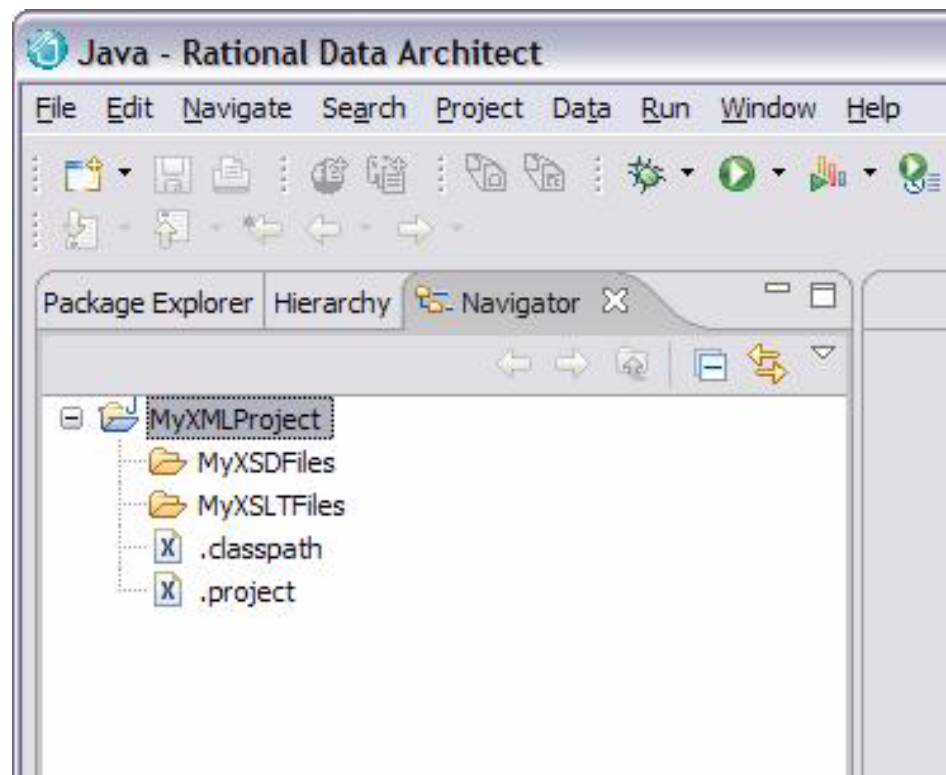 Java - Rational Data Architect
File Edit Navigate Search Project Data Run Window Help
Package Explorer Hierarchy Navigator
MyXMLProject
MyXSDFiles
MyXSLTFiles
.classpath
.project